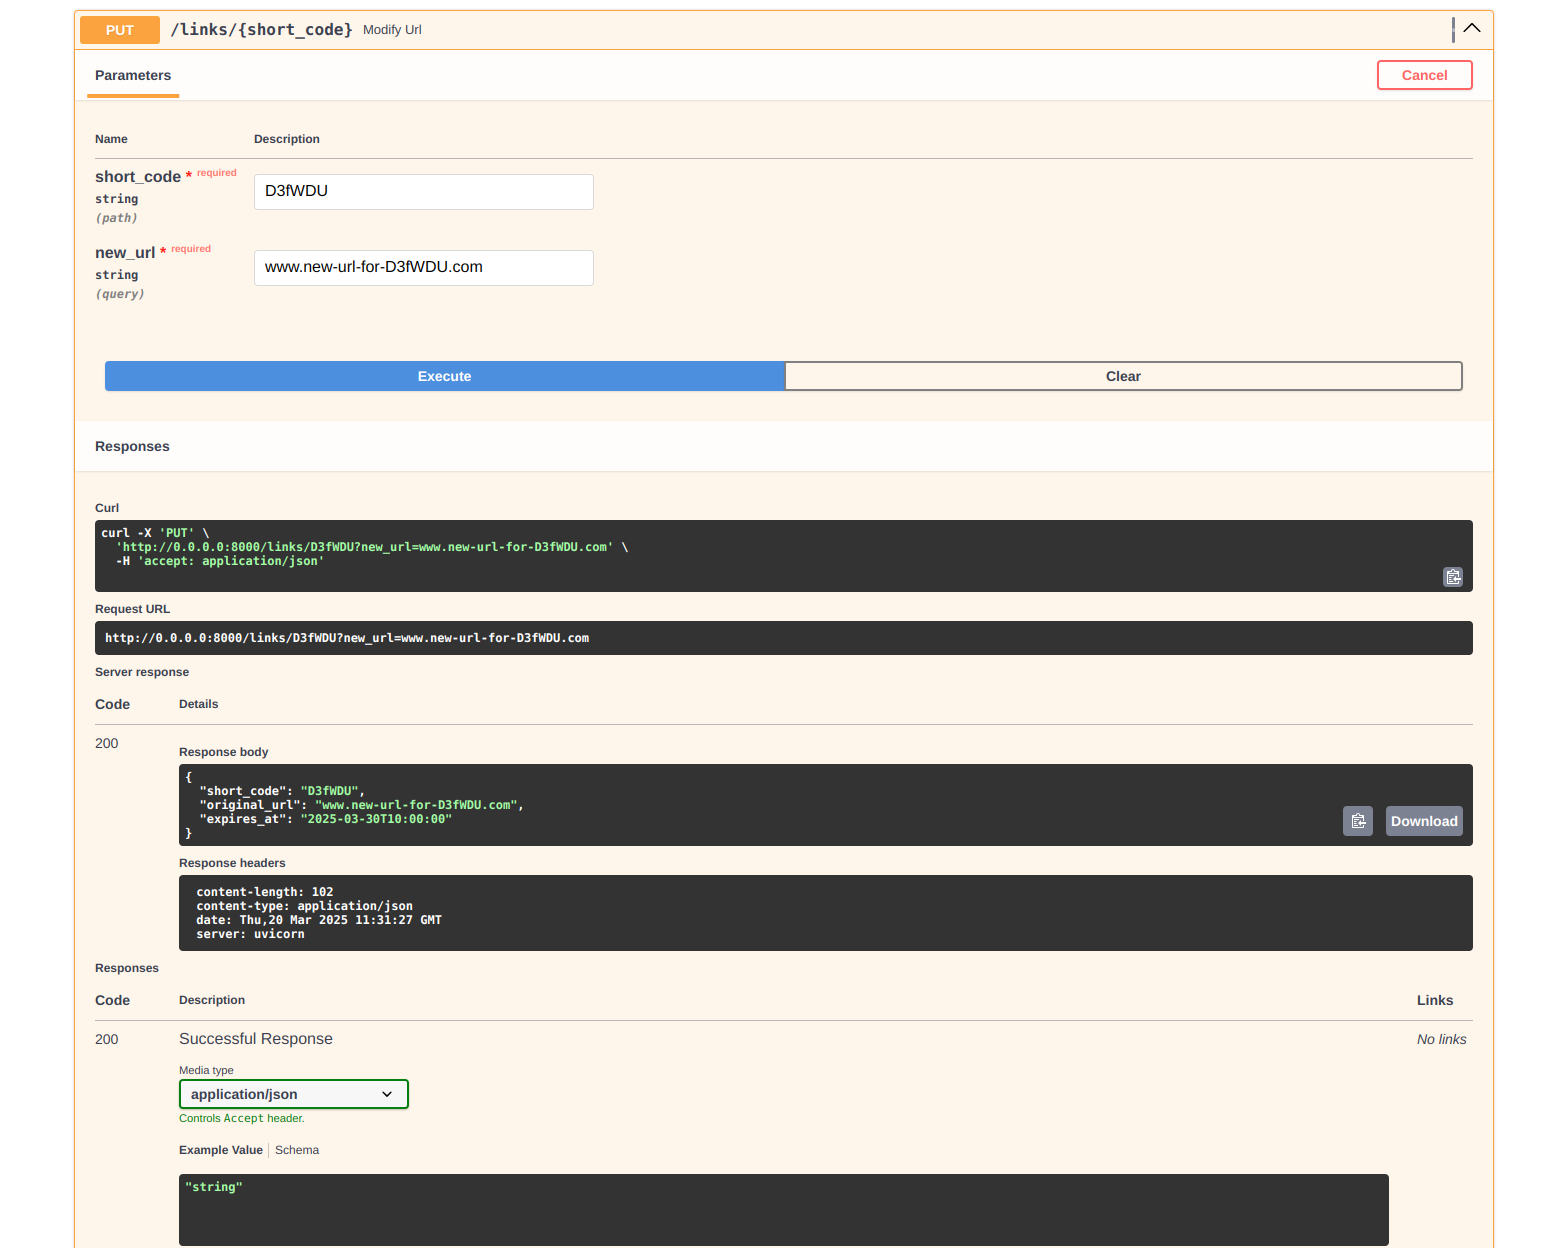 PUT /links/{short_code} Modify Url
Parameters
Cancel
Name Description
short_code * required
string
(path)
D3fWDU
new_url * required
string
(query)
www.new-url-for-D3fWDU.com
Execute Clear
Responses
Curl
curl -X 'PUT' \
'http://0.0.0.0:8000/links/D3fWDU?new_url=www.new-url-for-D3fWDU.com' \
-H 'accept: application/json'
Request URL
http://0.0.0.0:8000/links/D3fWDU?new_url=www.new-url-for-D3fWDU.com
Server response
Code Details
200
Response body
{
"short_code": "D3fWDU",
"original_url": "www.new-url-for-D3fWDU.com",
"expires_at": "2025-03-30T10:00:00"
}
Download
Response headers
content-length: 102
content-type: application/json
date: Thu,20 Mar 2025 11:31:27 GMT
server: uvicorn
Responses
Code Description Links
200 Successful Response No links
Media type
application/json
Controls Accept header.
Example Value Schema
"string"